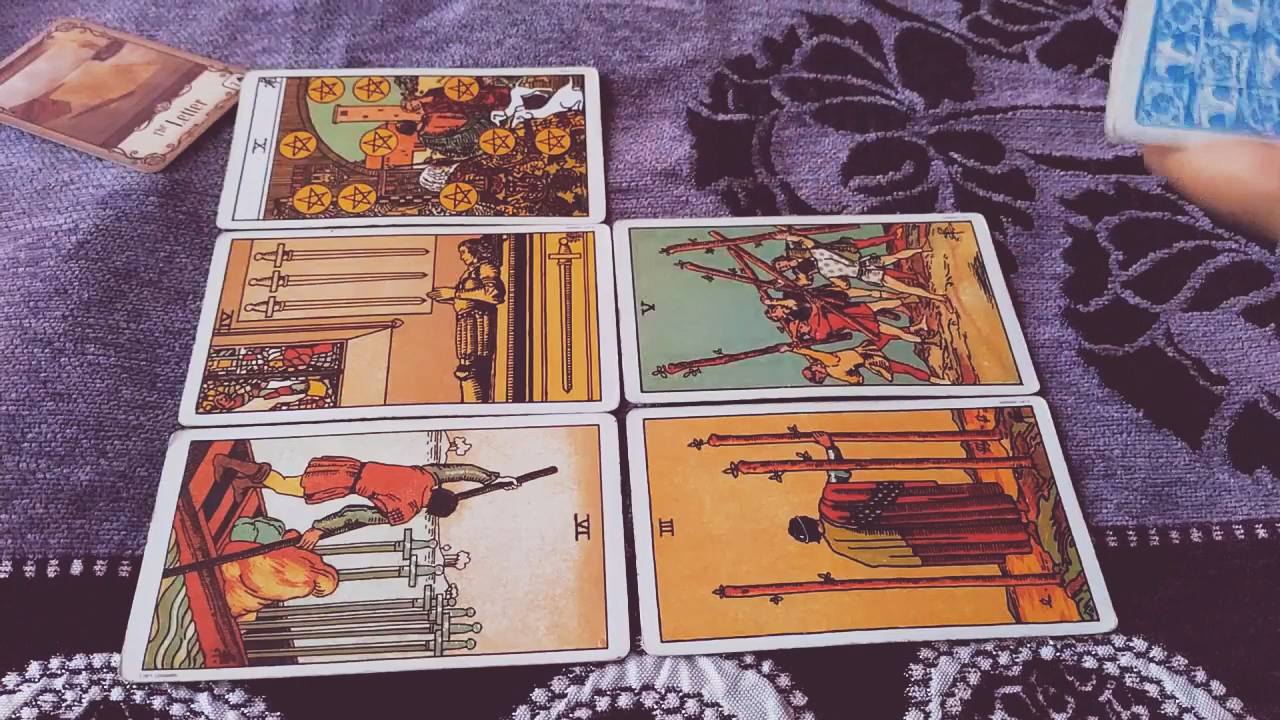 The Letter
X
IV
V
VI
III